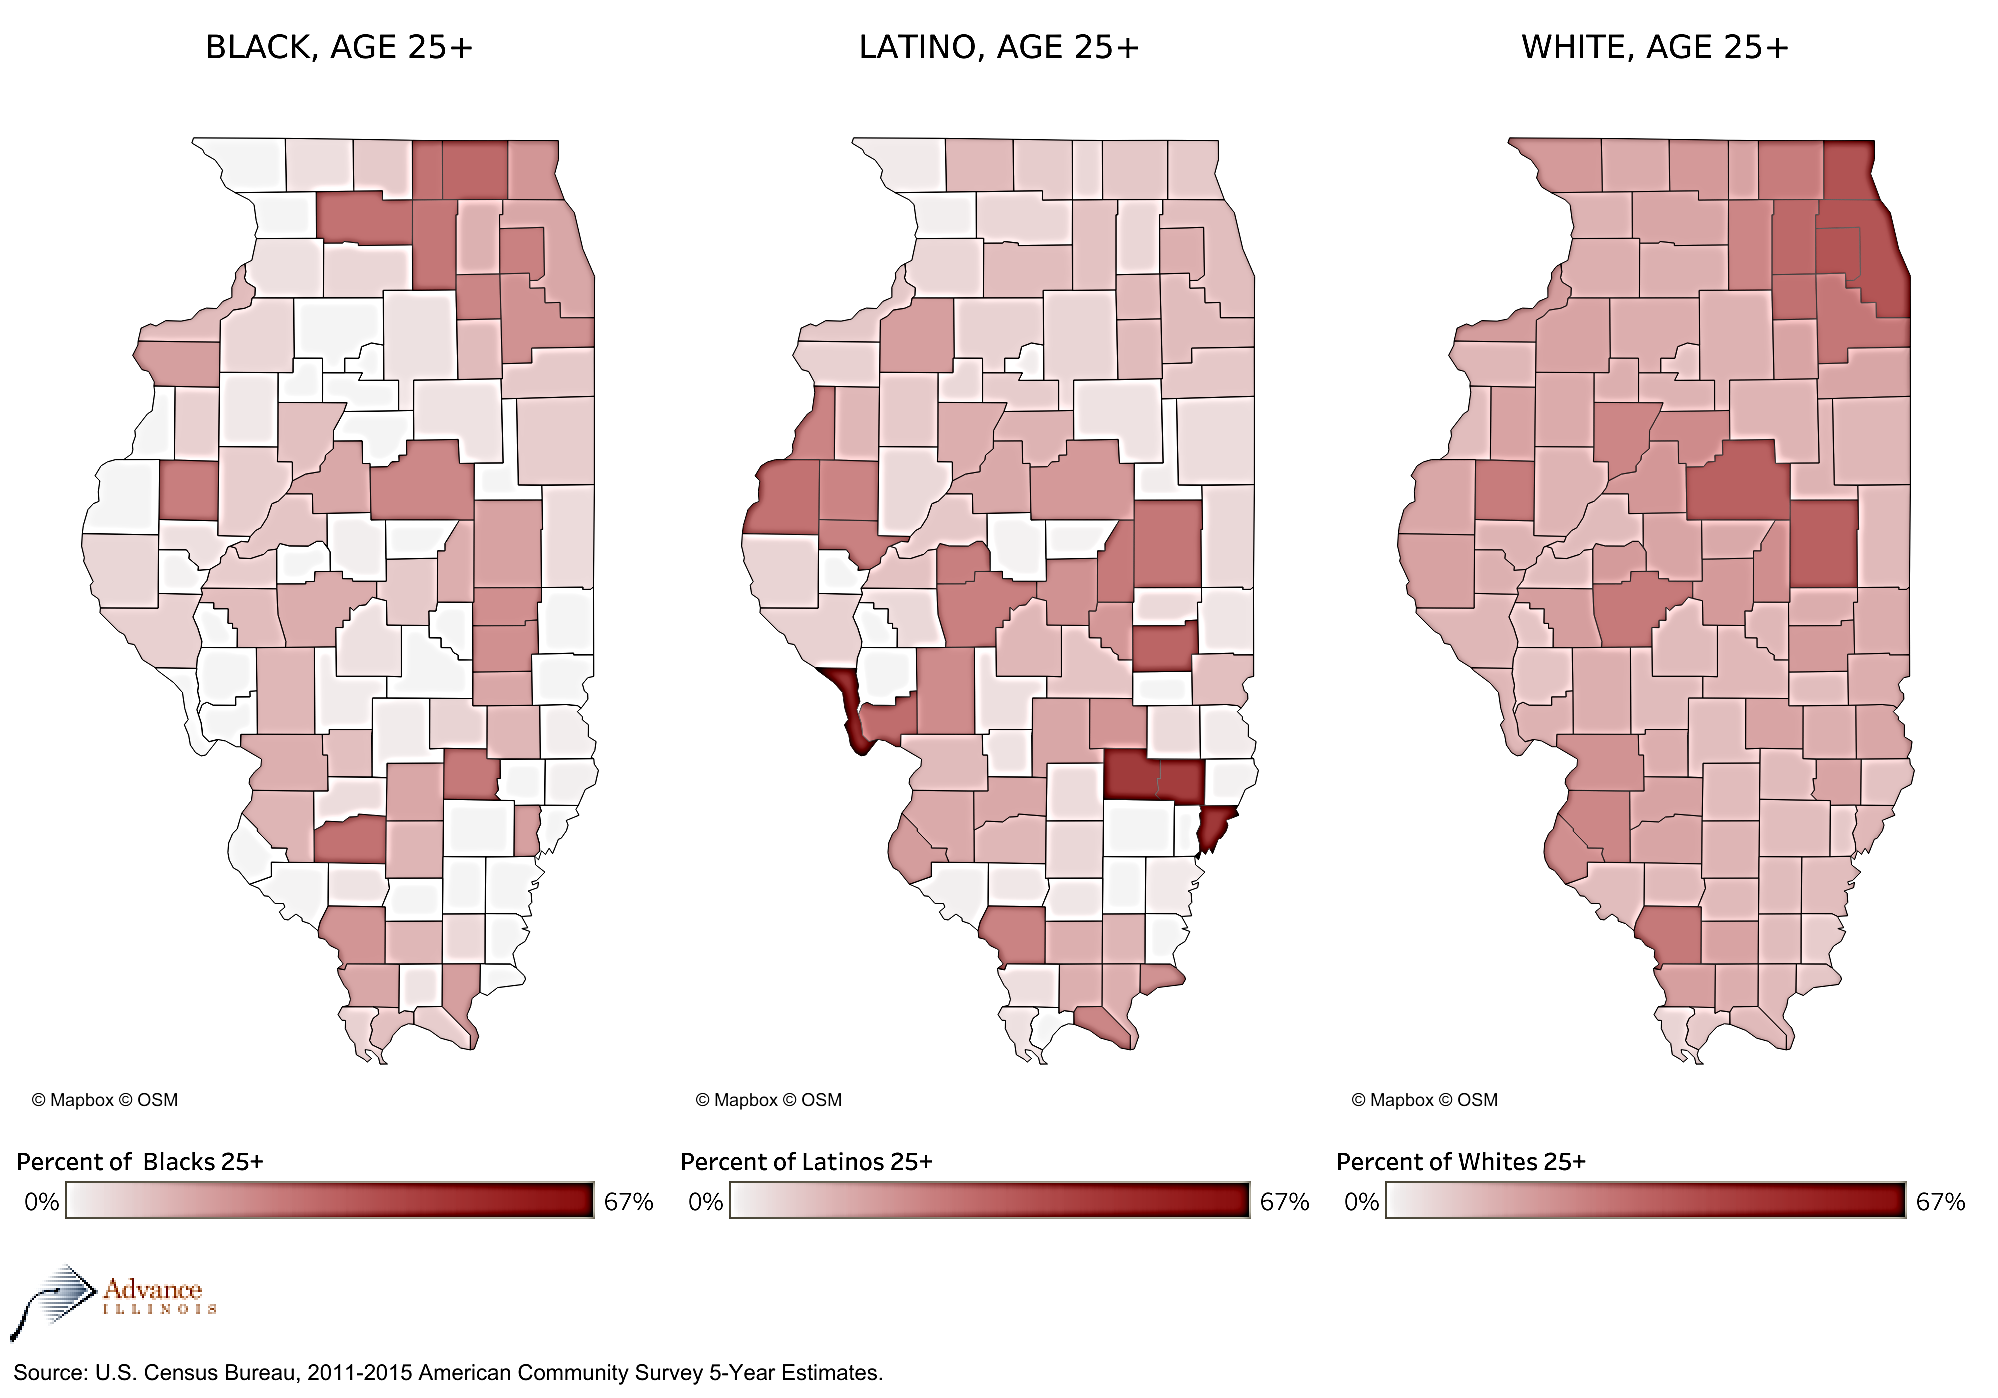 BLACK, AGE 25+
LATINO, AGE 25+
WHITE, AGE 25+
© Mapbox © OSM
© Mapbox © OSM
© Mapbox © OSM
Percent of Blacks 25+
0% 67%
Percent of Latinos 25+
0% 67%
Percent of Whites 25+
0% 67%
Advance
ILLINOIS
Source: U.S. Census Bureau, 2011-2015 American Community Survey 5-Year Estimates.